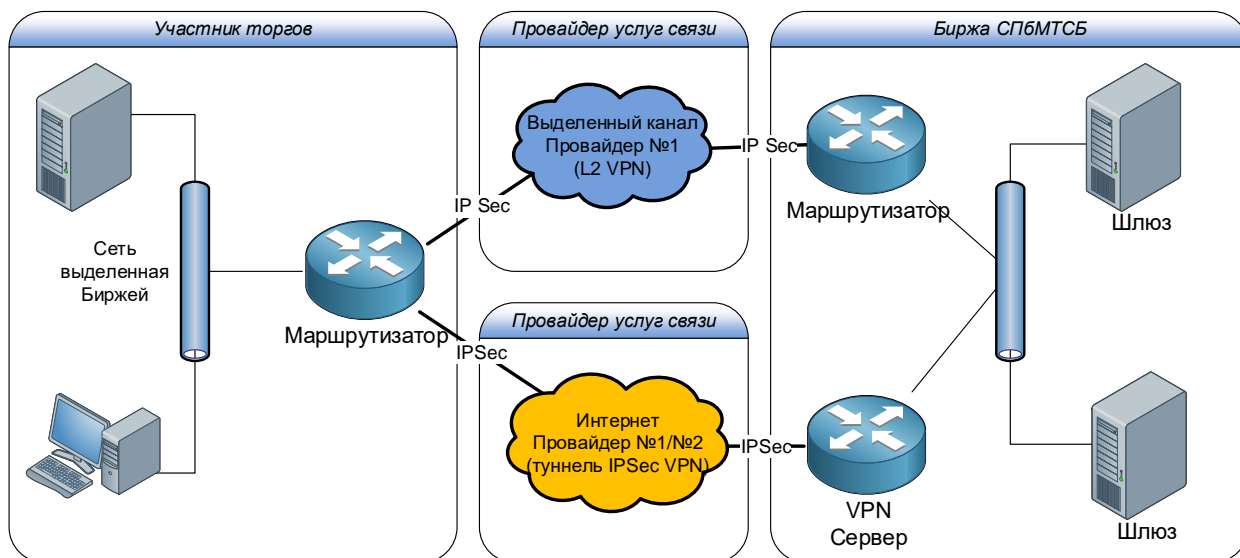 Участник торгов
Провайдер услуг связи
Биржа СПбМТСБ
Выделенный канал
Провайдер №1
(L2 VPN)
IP Sec
IP Sec
Маршрутизатор
Шлюз
Сеть
выделенная
Биржей
Маршрутизатор
Провайдер услуг связи
IPSec
Интернет
Провайдер №1/№2
(туннель IPSec VPN)
IPSec
VPN
Сервер
Шлюз